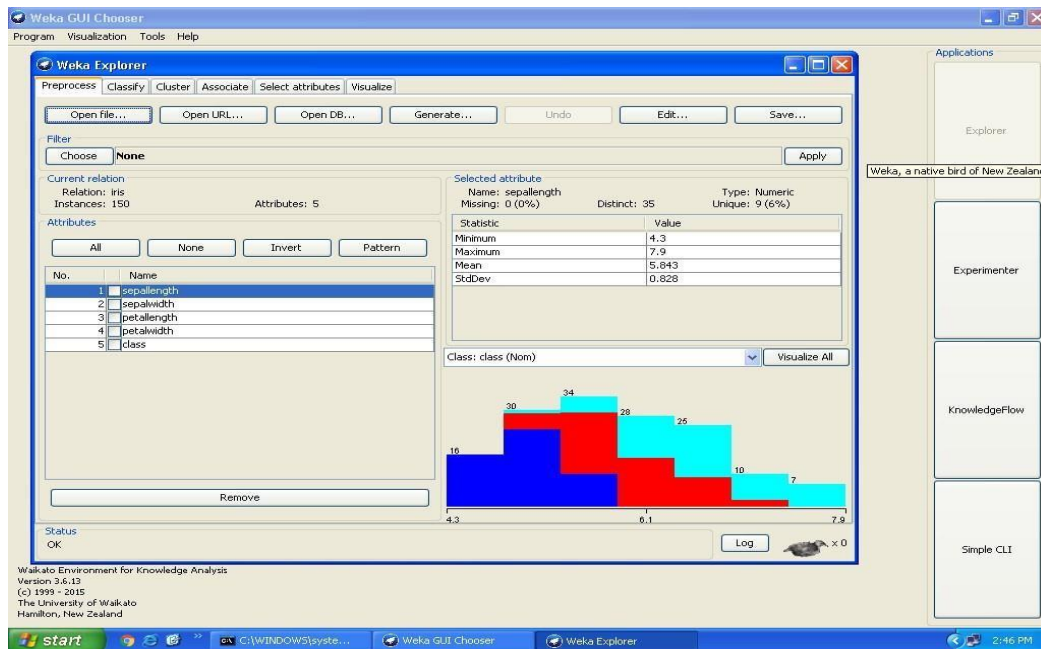 Weka GUI Chooser
Program Visualization Tools Help
Applications
Weka Explorer
Preprocess Classify Cluster Associate Select attributes Visualize
Open file... Open URL... Open DB... Generate... Undo Edit... Save...
Filter
Choose None Apply
Current relation
Relation: iris
Instances: 150 Attributes: 5
Attributes
All None Invert Pattern
No. Name
1 sepallength
2 sepalwidth
3 petallength
4 petalwidth
5 class
Remove
Selected attribute
Name: sepallength Type: Numeric
Missing: 0 (0%) Distinct: 35 Unique: 9 (6%)
Statistic Value
Minimum 4.3
Maximum 7.9
Mean 5.843
StdDev 0.828
Class: class (Nom) Visualize All
16 30 34 28 25 10 7
4.3 6.1 7.9
Status
OK
Log x 0
Explorer
Weka, a native bird of New Zealan
Experimenter
KnowledgeFlow
Simple CLI
Waikato Environment for Knowledge Analysis
Version 3.6.13
(c) 1999 - 2015
The University of Waikato
Hamilton, New Zealand
start C:\WINDOWS\syste... Weka GUI Chooser Weka Explorer 2:46 PM